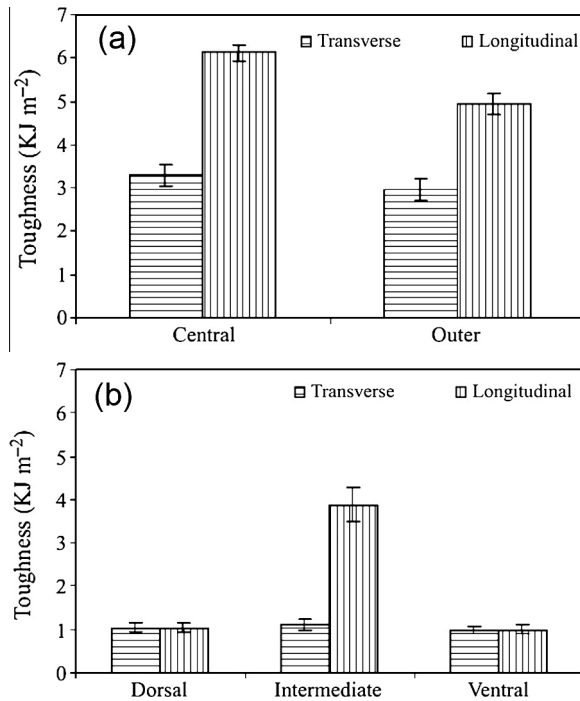 (a)
Transverse Longitudinal
Toughness (KJ m−2)
7
6
5
4
3
2
1
0
Central Outer
(b)
Transverse Longitudinal
Toughness (KJ m−2)
7
6
5
4
3
2
1
0
Dorsal Intermediate Ventral